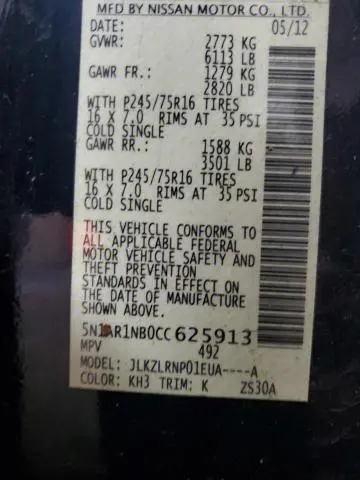 MFD BY NISSAN MOTOR CO., LTD.
05/12
GVWR: 2773 KG
6113 LB
GAWR FR.: 1279 KG
2820 LB
WITH P245/75R16 TIRES
16 X 7.0 RIMS AT 35 PSI
COLD SINGLE
GAWR RR.: 1588 KG
3501 LB
WITH P245/75R16 TIRES
16 X 7.0 RIMS AT 35 PSI
COLD SINGLE
THIS VEHICLE CONFORMS TO
ALL APPLICABLE FEDERAL
MOTOR VEHICLE SAFETY AND
THEFT PREVENTION
STANDARDS IN EFFECT ON
THE DATE OF MANUFACTURE
SHOWN ABOVE.
5N1AR1NB0CC 625913
MPV 492
MODEL: JLKZLRNP01EUA----A
COLOR: KH3 TRIM: K ZS30A